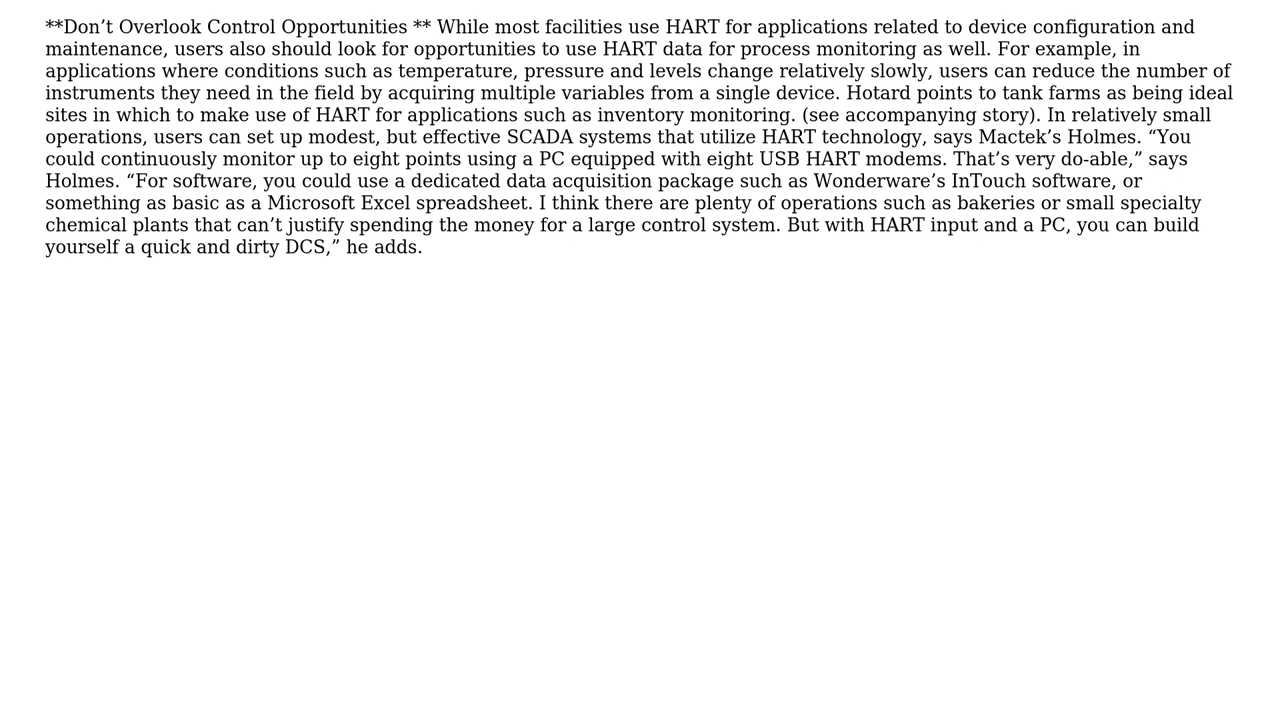 **Don’t Overlook Control Opportunities ** While most facilities use HART for applications related to device configuration and
maintenance, users also should look for opportunities to use HART data for process monitoring as well. For example, in
applications where conditions such as temperature, pressure and levels change relatively slowly, users can reduce the number of
instruments they need in the field by acquiring multiple variables from a single device. Hotard points to tank farms as being ideal
sites in which to make use of HART for applications such as inventory monitoring. (see accompanying story). In relatively small
operations, users can set up modest, but effective SCADA systems that utilize HART technology, says Mactek’s Holmes. “You
could continuously monitor up to eight points using a PC equipped with eight USB HART modems. That’s very do-able,” says
Holmes. “For software, you could use a dedicated data acquisition package such as Wonderware’s InTouch software, or
something as basic as a Microsoft Excel spreadsheet. I think there are plenty of operations such as bakeries or small specialty
chemical plants that can’t justify spending the money for a large control system. But with HART input and a PC, you can build
yourself a quick and dirty DCS,” he adds.